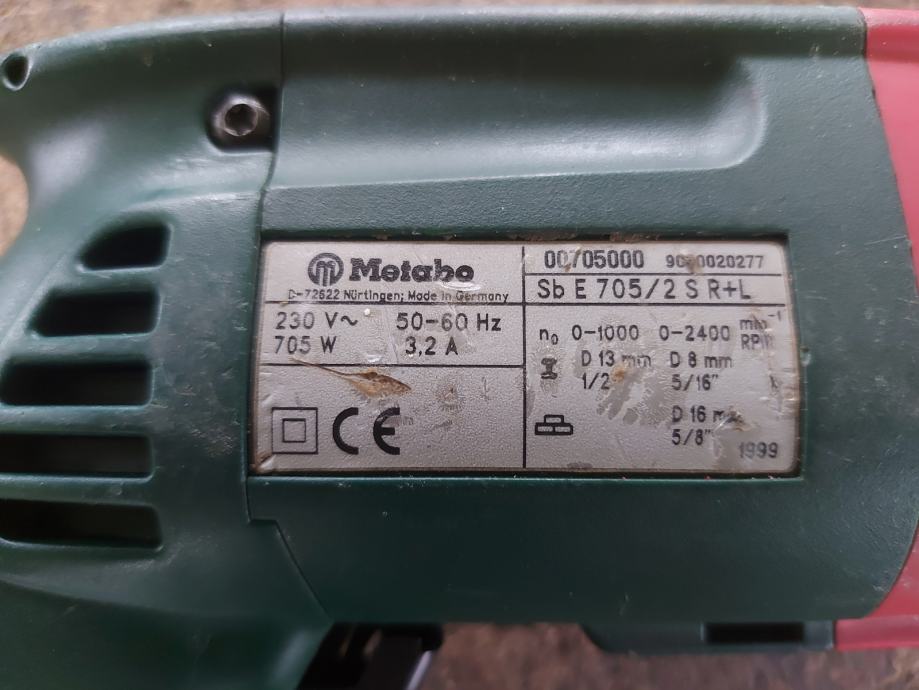 Metabo
D-72622 Nürtingen; Made in Germany
230 V~ 50-60 Hz
705 W 3,2 A
CE
00705000
Sb E 705/2 S R+L
n₀ 0-1000 0-2400 min⁻¹
D 13 mm D 8 mm
1/2" 5/16"
D 16
5/8"
1999